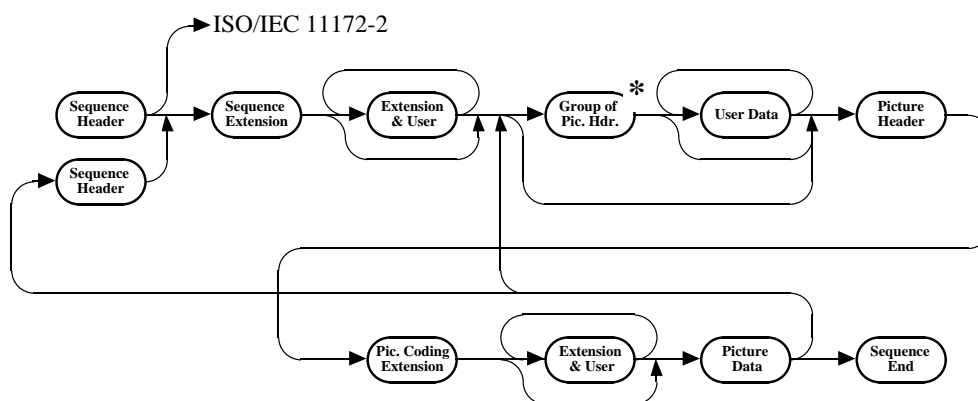 ISO/IEC 11172-2
Sequence
Header
Sequence
Extension
Extension
& User
Group of
Pic. Hdr.
*
User Data
Picture
Header
Sequence
Header
Pic. Coding
Extension
Extension
& User
Picture
Data
Sequence
End